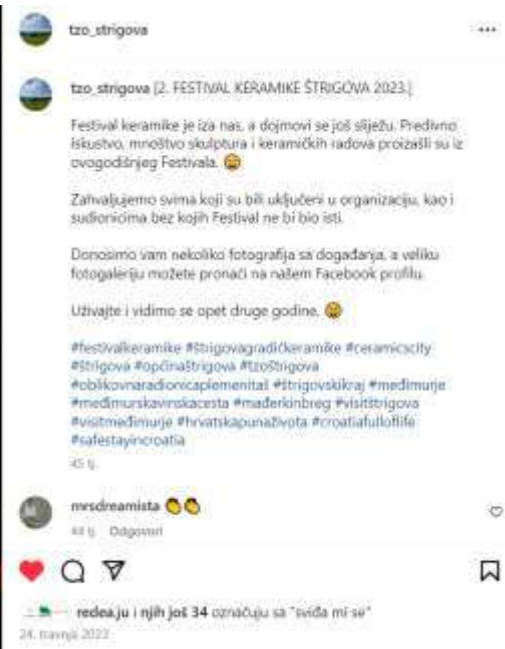 tzo_strigova
tzo_strigova [2. FESTIVAL KERAMIKE ŠTRIGOVA 2023.]
Festival keramike je iza nas, a dojmovi se još sliježu. Predivno
iskustvo, mnoštvo skulptura i keramičkih radova proizašli su iz
ovogodišnjeg Festivala.
Zahvaljujemo svima koji su bili uključeni u organizaciju, kao i
sudionicima bez kojih Festival ne bi bio isti.
Donosimo vam nekoliko fotografija sa događanja, a veliku
fotogaleriju možete pronaći na našem Facebook profilu.
Uživajte i vidimo se opet druge godine.
#festivalkeramike #štrigovagradićkeramike #ceramicscity
#štrigova #općinaštrigova #tzoštrigova
#oblikovnaradionicaplemenitaš #štrigovskikraj #međimurje
#međimurskavinskacesta #mađerkinbreg #visitštrigova
#visitmeđimurje #hrvatskapunaživota #croatiafulloflife
#safestayincroatia
45 tj.
mrsdreamista
44 tj. Odgovori
redea.ju i njih još 34 označuju sa "sviđa mi se"
24. travnja 2023